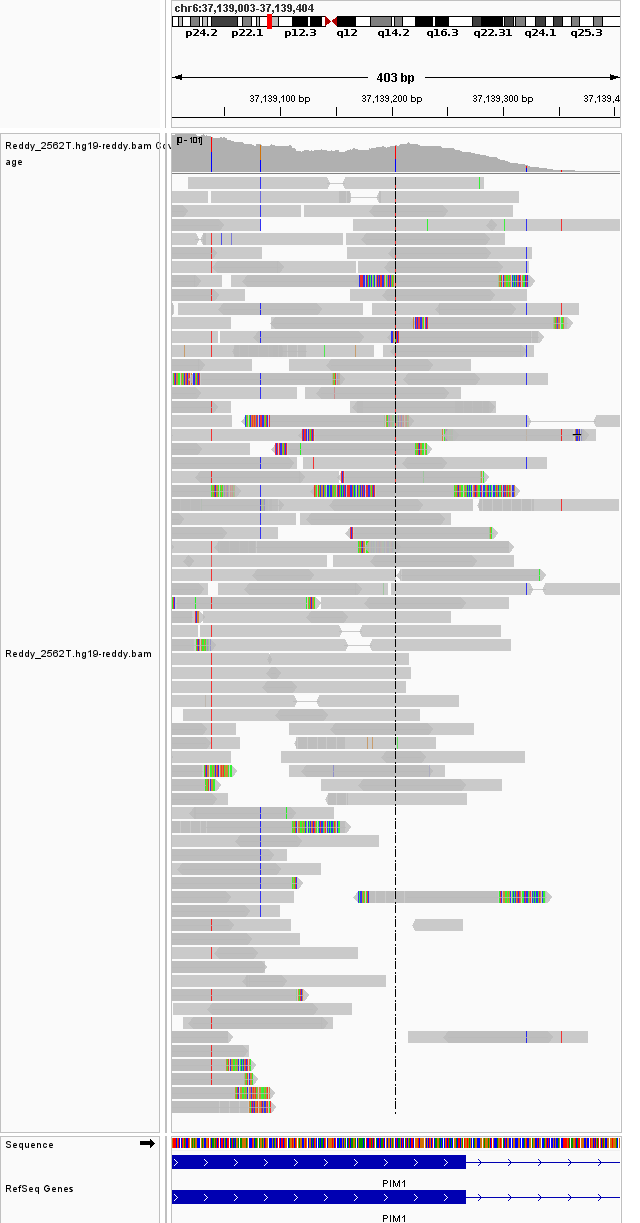 chr6:37,139,003-37,139,404
p24.2 p22.1 p12.3 q12 q14.2 q16.3 q22.31 q24.1 q25.3
403 bp
37,139,100 bp 37,139,200 bp 37,139,300 bp 37,139,4
Reddy_2562T.hg19-reddy.bam Cov
age
[0 - 101]
Reddy_2562T.hg19-reddy.bam
Sequence
PIM1
RefSeq Genes
PIM1